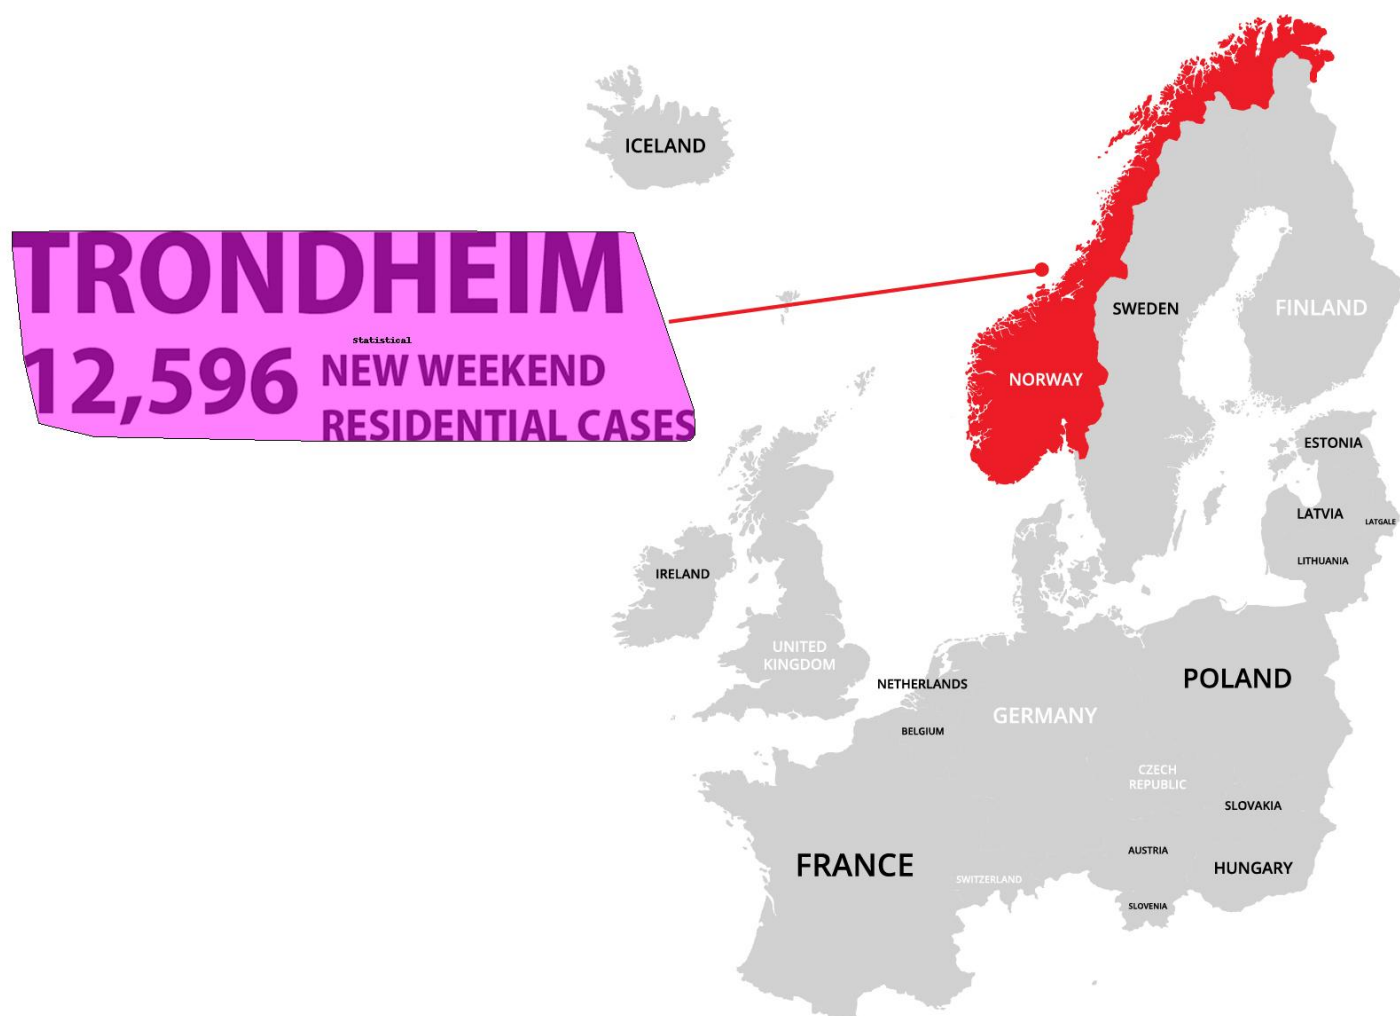 ICELAND
TRONDHEIM
statistical
12,596 NEW WEEKEND
RESIDENTIAL CASES
SWEDEN
FINLAND
NORWAY
ESTONIA
LATVIA
LATGALE
LITHUANIA
IRELAND
UNITED
KINGDOM
NETHERLANDS
POLAND
GERMANY
BELGIUM
CZECH
REPUBLIC
SLOVAKIA
AUSTRIA
FRANCE
HUNGARY
SWITZERLAND
SLOVENIA